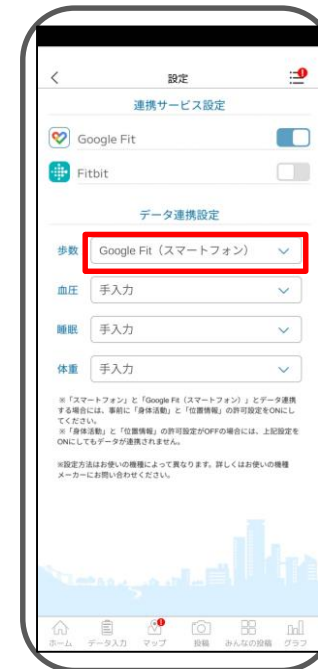 設定
連携サービス設定
Google Fit
Fitbit
データ連携設定
歩数 Google Fit（スマートフォン）
血圧 手入力
睡眠 手入力
体重 手入力
※「スマートフォン」と「Google Fit（スマートフォン）」とデータ連携
する場合には、事前に「身体活動」と「位置情報」の許可設定をONにし
てください。
※「身体活動」と「位置情報」の許可設定がOFFの場合には、上記設定を
ONにしてもデータが連携されません。
※設定方法はお使いの機種によって異なります。詳しくはお使いの機種
メーカーにお問い合わせください。
ホーム データ入力 マップ 投稿 みんなの投稿 グラフ